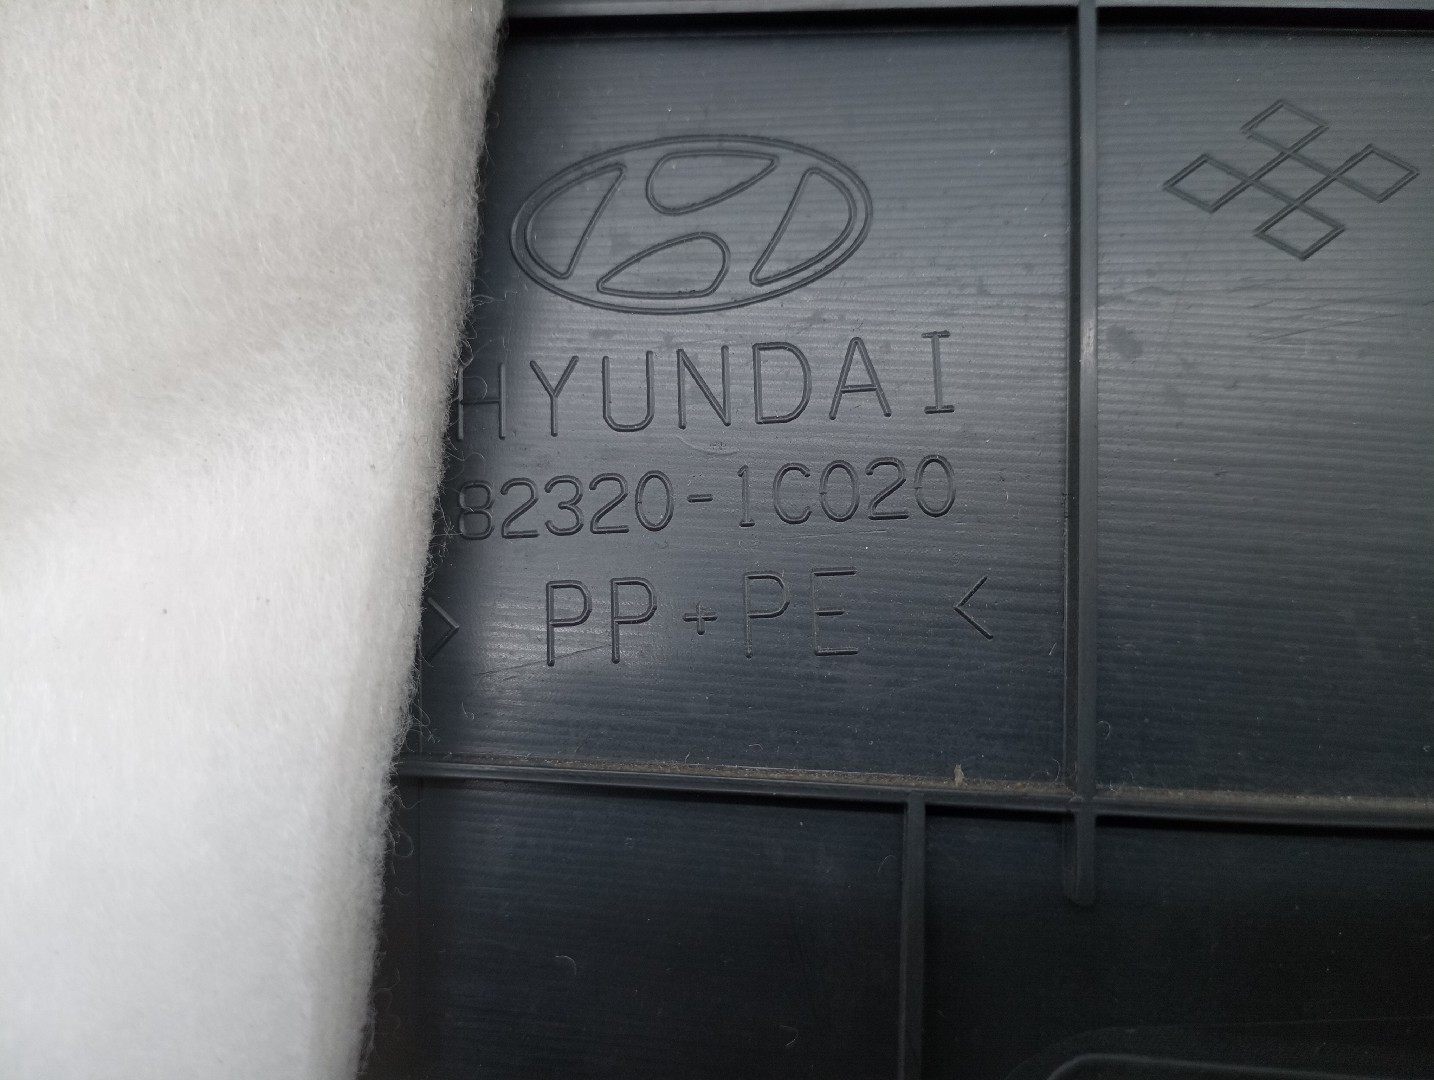 HYUNDAI
82320-1C020
> PP+PE <